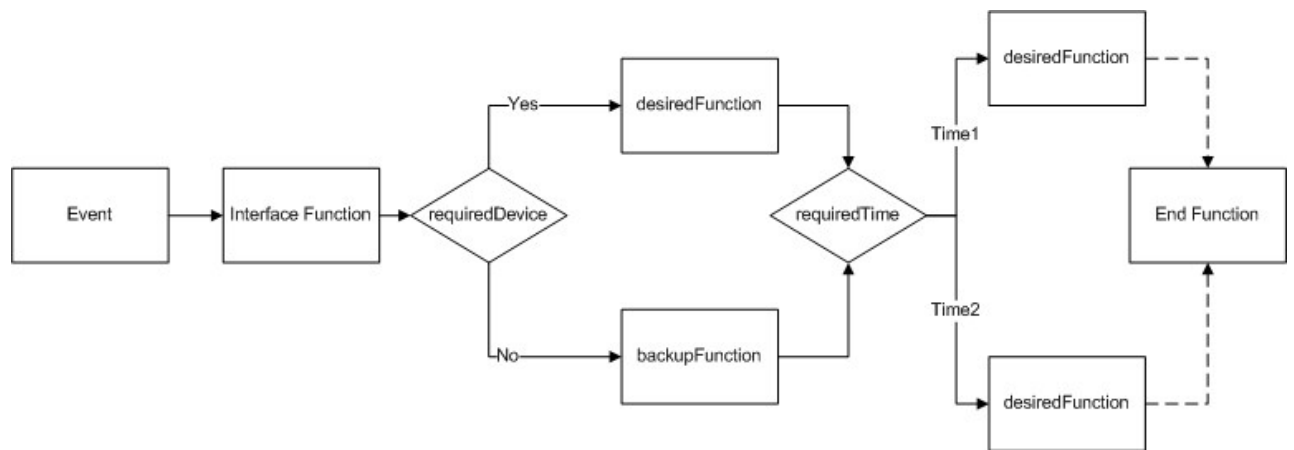 Event
Interface Function
requiredDevice
Yes
desiredFunction
No
backupFunction
requiredTime
Time1
desiredFunction
Time2
desiredFunction
End Function